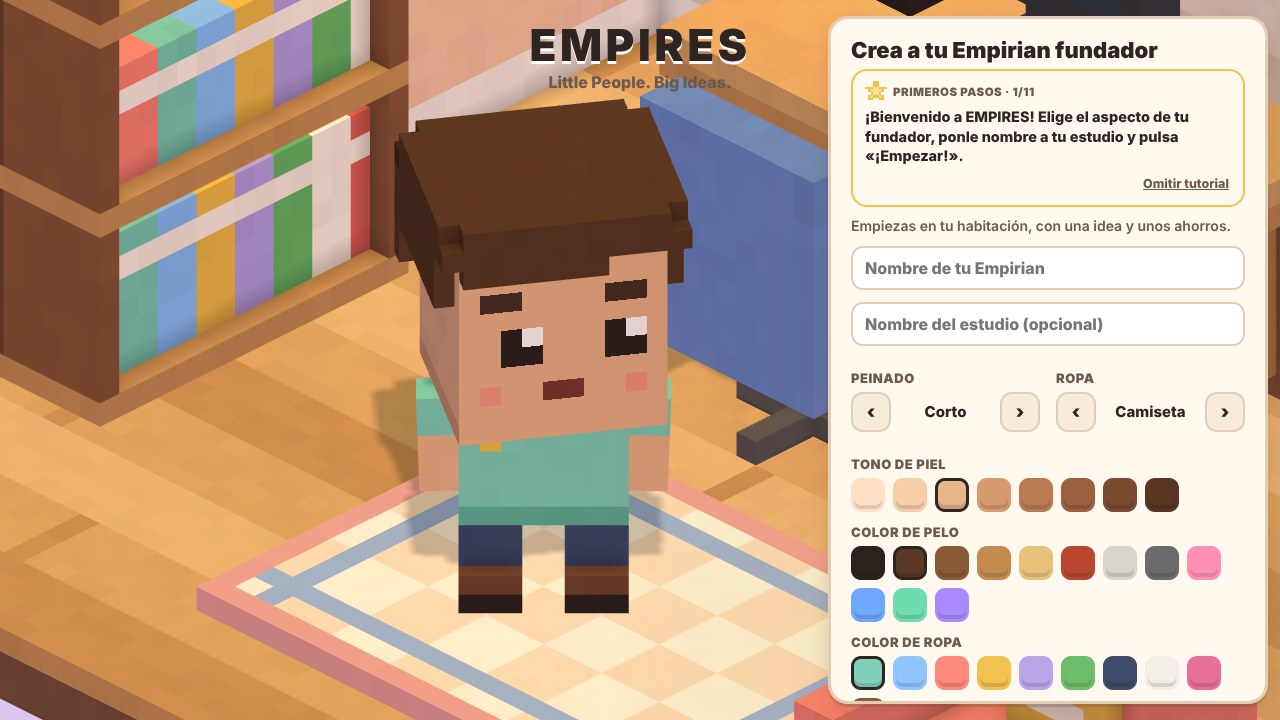 EMPIRES
Little People. Big Ideas.
Crea a tu Empirian fundador
PRIMEROS PASOS · 1/11
¡Bienvenido a EMPIRES! Elige el aspecto de tu
fundador, ponle nombre a tu estudio y pulsa
«¡Empezar!».
Omitir tutorial
Empiezas en tu habitación, con una idea y unos ahorros.
Nombre de tu Empirian
Nombre del estudio (opcional)
PEINADO
ROPA
‹ Corto ›
‹ Camiseta ›
TONO DE PIEL
COLOR DE PELO
COLOR DE ROPA